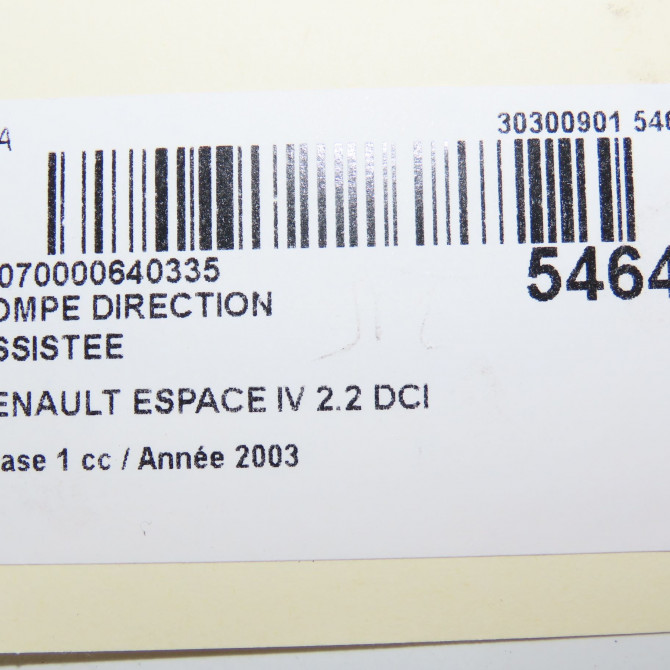 A
30300901 546
070000640335
5464
OMPE DIRECTION
SSISTEE
ENAULT ESPACE IV 2.2 DCI
ase 1 cc / Année 2003